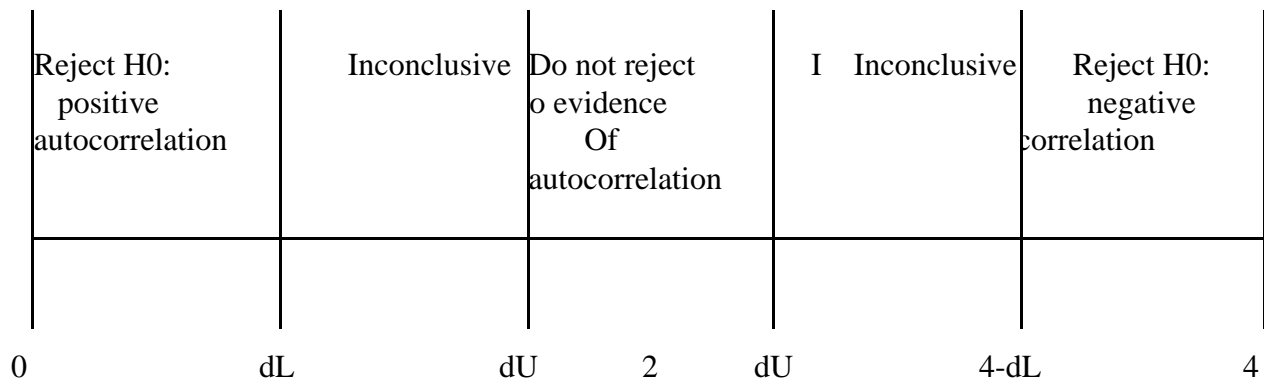 Reject H0:
positive
autocorrelation
Inconclusive
Do not reject
o evidence
Of
autocorrelation
I Inconclusive
Reject H0:
negative
correlation
0 dL dU 2 dU 4-dL 4